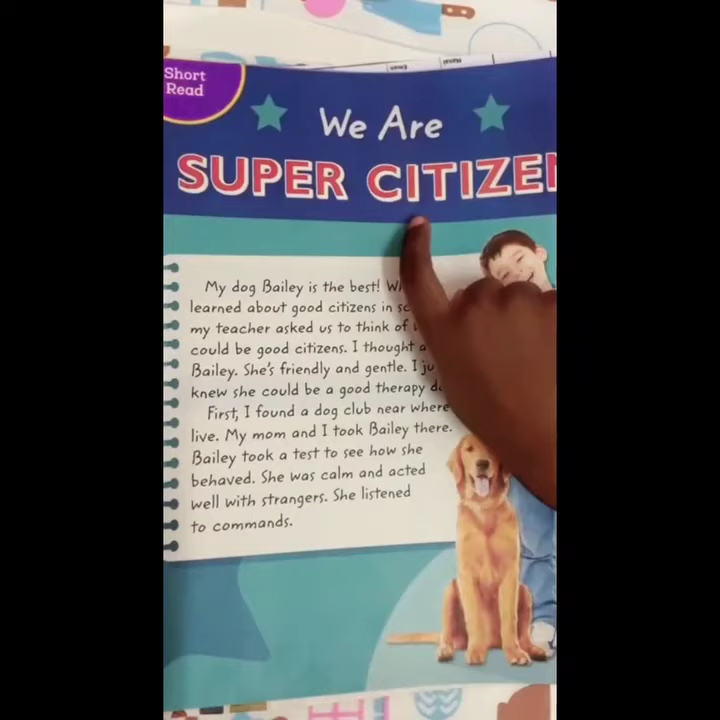 Short
Read
We Are
SUPER CITIZEN
My dog Bailey is the best!
learned about good citizens in
my teacher asked us to think of
could be good citizens. I thought
Bailey. She's friendly and gentle. I
knew she could be a good therapy
First, I found a dog club near where
live. My mom and I took Bailey there.
Bailey took a test to see how she
behaved. She was calm and acted
well with strangers. She listened
to commands.